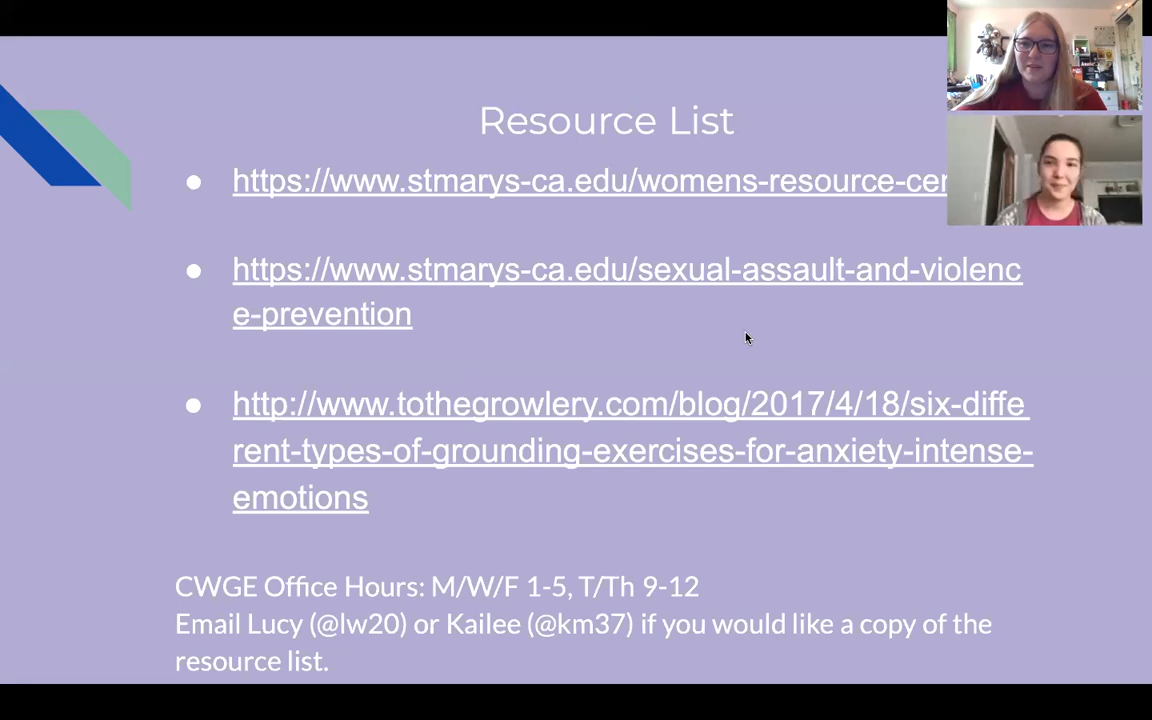 Resource List
● https://www.stmarys-ca.edu/womens-resource-cen
● https://www.stmarys-ca.edu/sexual-assault-and-violenc
e-prevention
● http://www.tothegrowlery.com/blog/2017/4/18/six-diffe
rent-types-of-grounding-exercises-for-anxiety-intense-
emotions
CWGE Office Hours: M/W/F 1-5, T/Th 9-12
Email Lucy (@lw20) or Kailee (@km37) if you would like a copy of the
resource list.